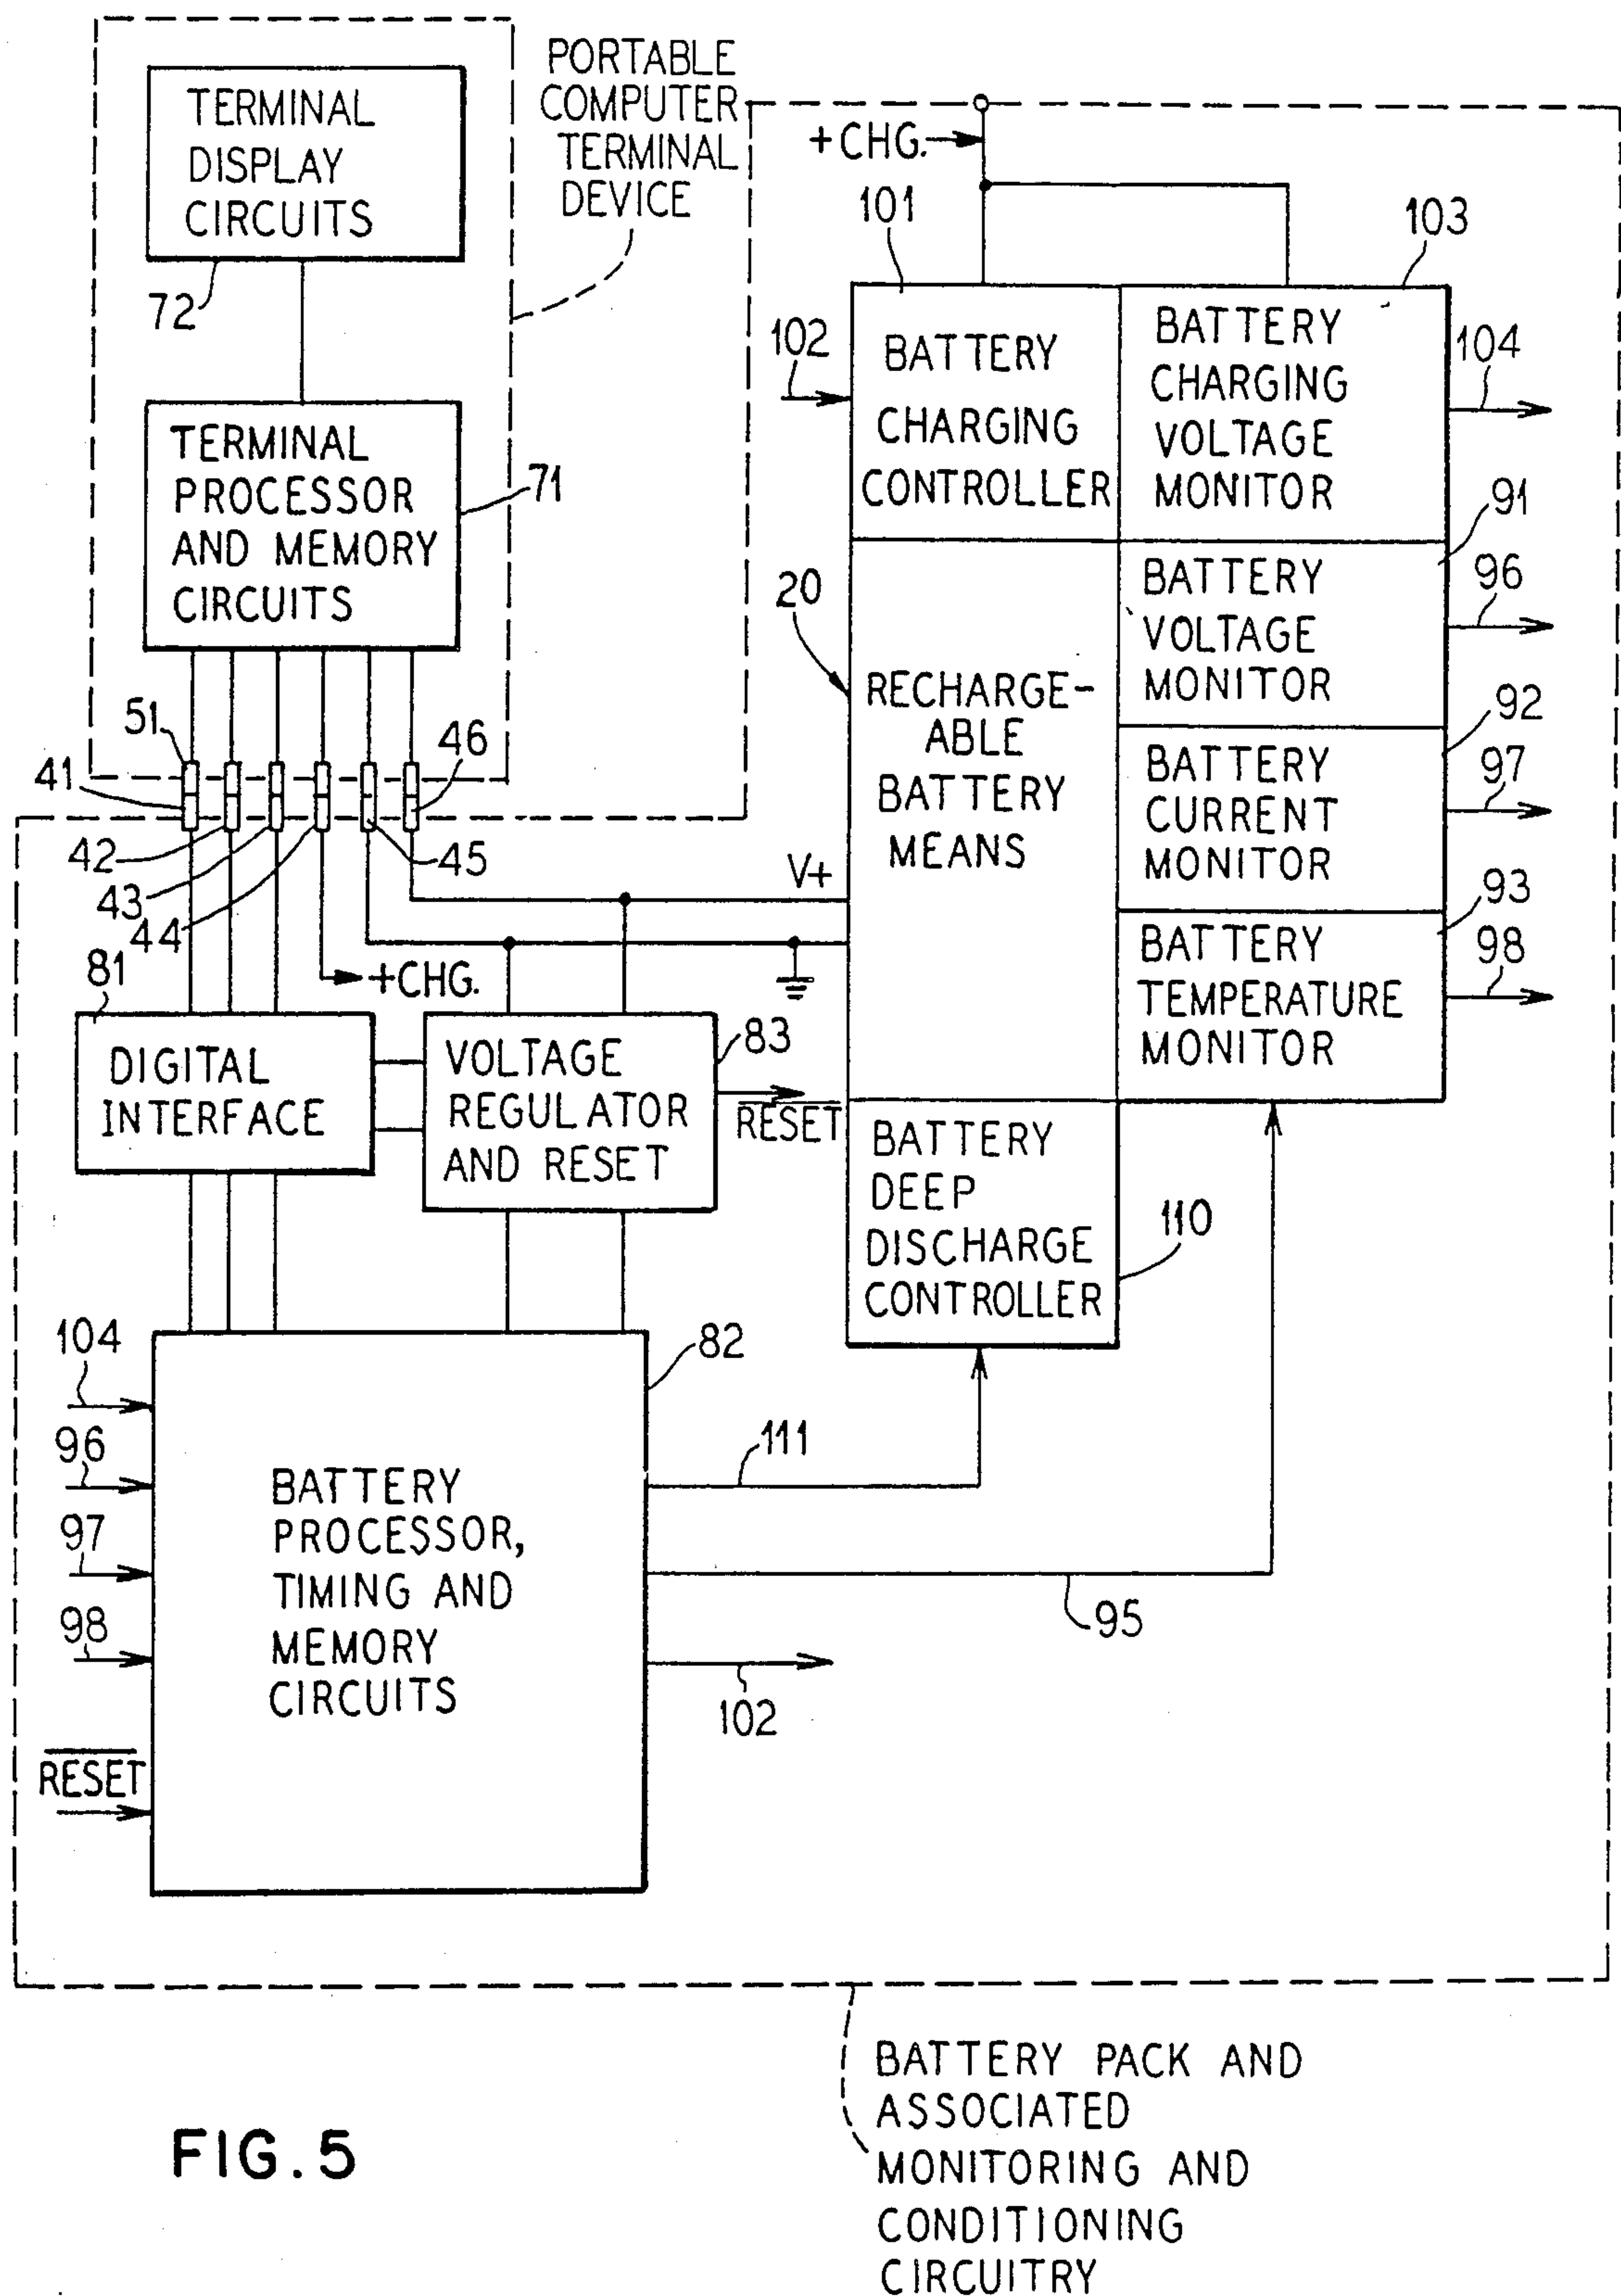 PORTABLE
COMPUTER
TERMINAL
DEVICE
TERMINAL
DISPLAY
CIRCUITS
72
TERMINAL
PROCESSOR
AND MEMORY
CIRCUITS
71
51
41
42
43
44
45
46
+CHG.
V+
+CHG.
101
103
102
BATTERY
CHARGING
CONTROLLER
BATTERY
CHARGING
VOLTAGE
MONITOR
104
91
20
RECHARGE-
ABLE
BATTERY
MEANS
BATTERY
VOLTAGE
MONITOR
96
92
BATTERY
CURRENT
MONITOR
97
93
BATTERY
TEMPERATURE
MONITOR
98
81
DIGITAL
INTERFACE
VOLTAGE
REGULATOR
AND RESET
83
RESET
BATTERY
DEEP
DISCHARGE
CONTROLLER
110
104
96
97
98
RESET
82
BATTERY
PROCESSOR,
TIMING AND
MEMORY
CIRCUITS
111
95
102
BATTERY PACK AND
ASSOCIATED
MONITORING AND
CONDITIONING
CIRCUITRY
FIG. 5